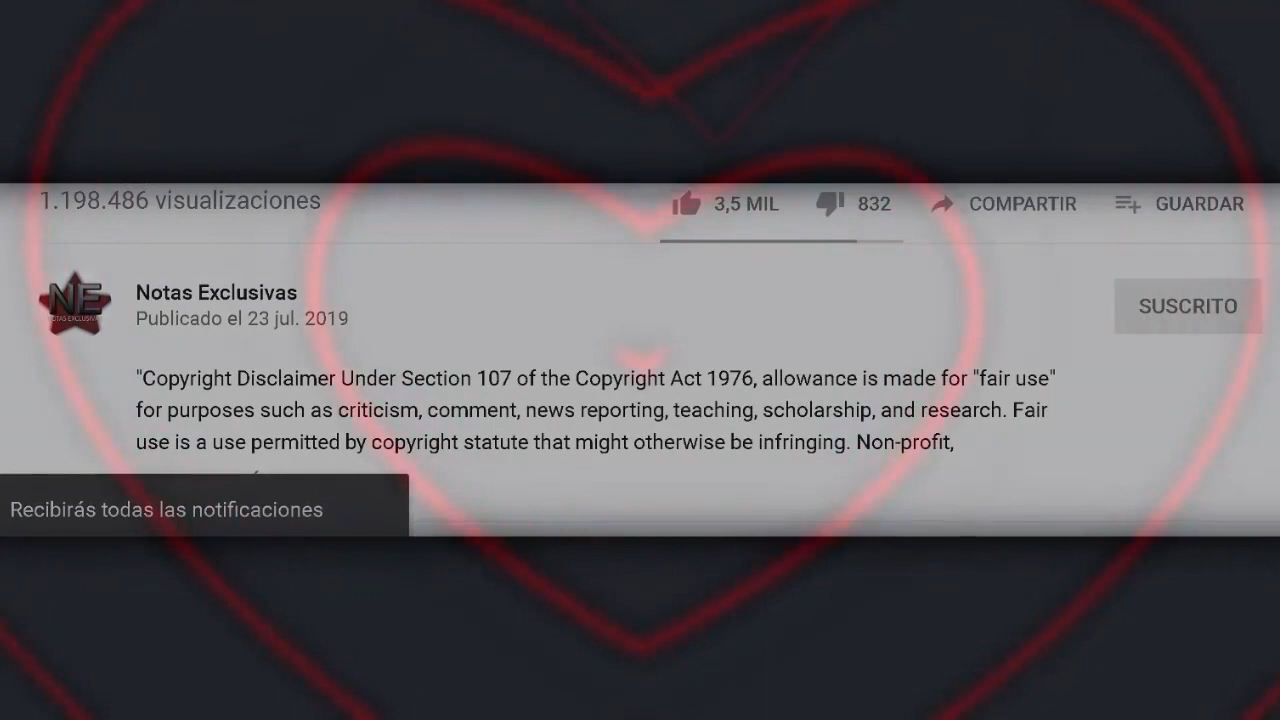 1.198.486 visualizaciones
3,5 MIL
832
COMPARTIR
GUARDAR
NE
NOTAS EXCLUSIVAS
Notas Exclusivas
Publicado el 23 jul. 2019
SUSCRITO
"Copyright Disclaimer Under Section 107 of the Copyright Act 1976, allowance is made for "fair use"
for purposes such as criticism, comment, news reporting, teaching, scholarship, and research. Fair
use is a use permitted by copyright statute that might otherwise be infringing. Non-profit,
Recibirás todas las notificaciones